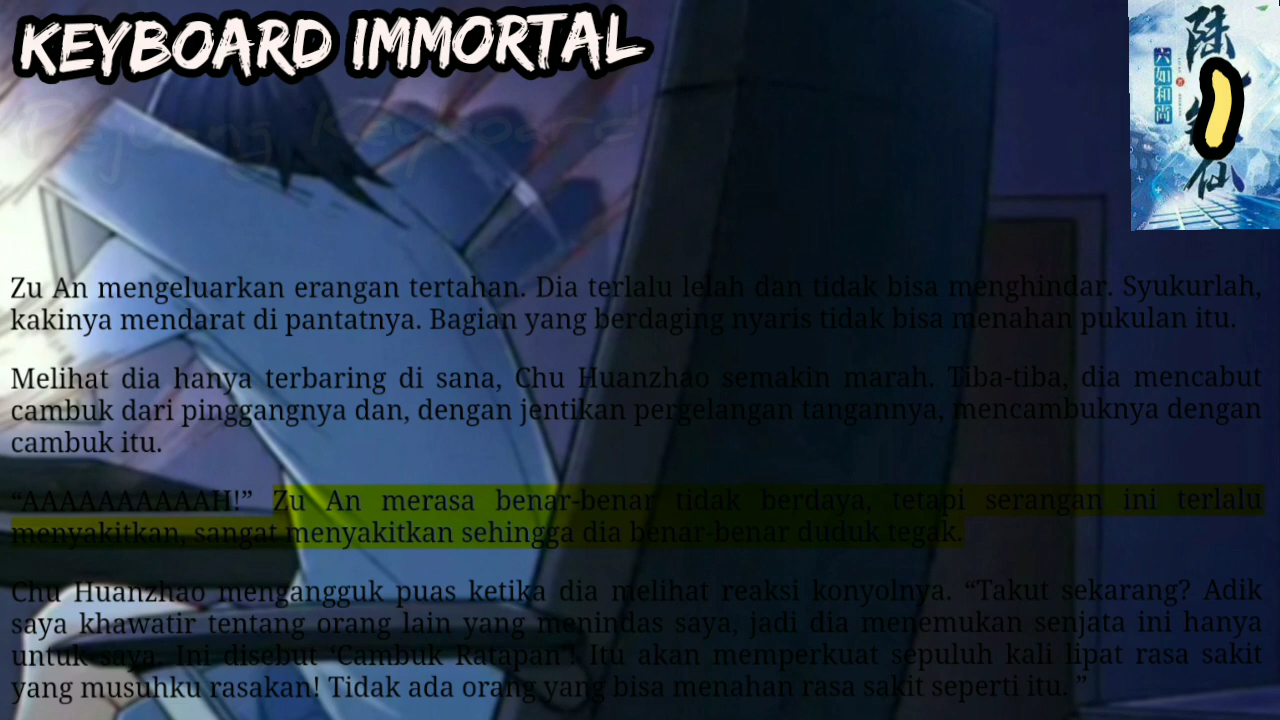 KEYBOARD IMMORTAL
陆
仙
六如和尚
Zu An mengeluarkan erangan tertahan. Dia terlalu lelah dan tidak bisa menghindar. Syukurlah,
kakinya mendarat di pantatnya. Bagian yang berdaging nyaris tidak bisa menahan pukulan itu.
Melihat dia hanya terbaring di sana, Chu Huanzhao semakin marah. Tiba-tiba, dia mencabut
cambuk dari pinggangnya dan, dengan jentikan pergelangan tangannya, mencambuknya dengan
cambuk itu.
“AAAAAAAAAAH!” Zu An merasa benar-benar tidak berdaya, tetapi serangan ini terlalu
menyakitkan, sangat menyakitkan sehingga dia benar-benar duduk tegak.
Chu Huanzhao mengangguk puas ketika dia melihat reaksi konyolnya. “Takut sekarang? Adik
saya khawatir tentang orang lain yang menindas saya, jadi dia menemukan senjata ini hanya
untuk saya. Ini disebut ‘Cambuk Ratapan’! Itu akan memperkuat sepuluh kali lipat rasa sakit
yang musuhku rasakan! Tidak ada orang yang bisa menahan rasa sakit seperti itu. ”